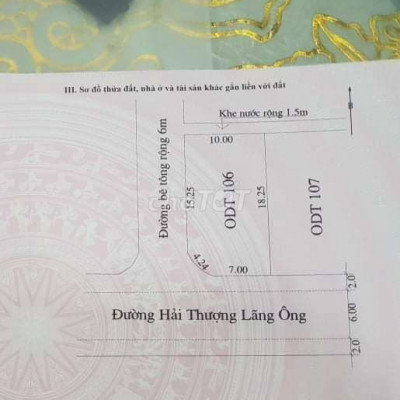 III. Sơ đồ thửa đất, nhà ở và tài sản khác gắn liền với đất
Khe nước rộng 1.5m
10.00
Đường bê tông rộng 6m
15.25
ODT 106
18.25
ODT 107
chợTỐT
4.24
7.00
2.0
Đường Hải Thượng Lãng Ông
6.00
2.0